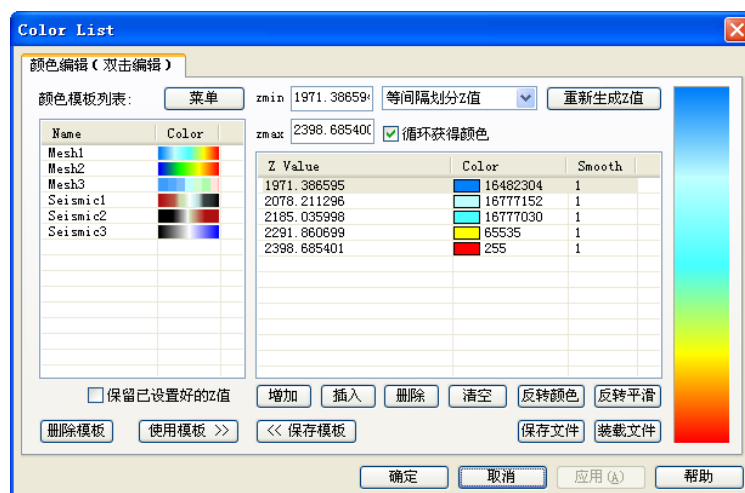 Color List
颜色编辑(双击编辑)
颜色模板列表: 菜单 zmin 1971.38659 等间隔划分Z值 重新生成Z值
zmax 2398.685400 循环获得颜色
Name Color
Mesh1
Mesh2
Mesh3
Seismic1
Seismic2
Seismic3
Z Value Color Smooth
1971.386595 16482304 1
2078.211296 16777152 1
2185.035998 16777030 1
2291.860699 65535 1
2398.685401 255 1
保留已设置好的Z值 增加 插入 删除 清空 反转颜色 反转平滑
删除模板 使用模板 >> << 保存模板 保存文件 装载文件
确定 取消 应用(A) 帮助